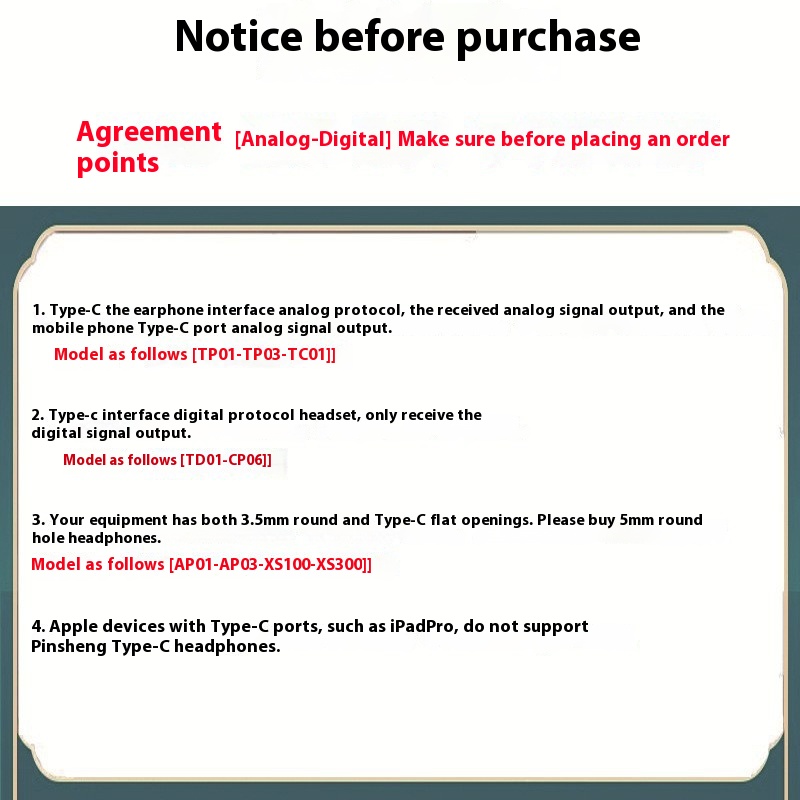 Notice before purchase
Agreement points
[Analog-Digital] Make sure before placing an order
1. Type-C the earphone interface analog protocol, the received analog signal output, and the
mobile phone Type-C port analog signal output.
Model as follows [TP01-TP03-TC01]]
2. Type-c interface digital protocol headset, only receive the
digital signal output.
Model as follows [TD01-CP06]]
3. Your equipment has both 3.5mm round and Type-C flat openings. Please buy 5mm round
hole headphones.
Model as follows [AP01-AP03-XS100-XS300]]
4. Apple devices with Type-C ports, such as iPadPro, do not support
Pinsheng Type-C headphones.